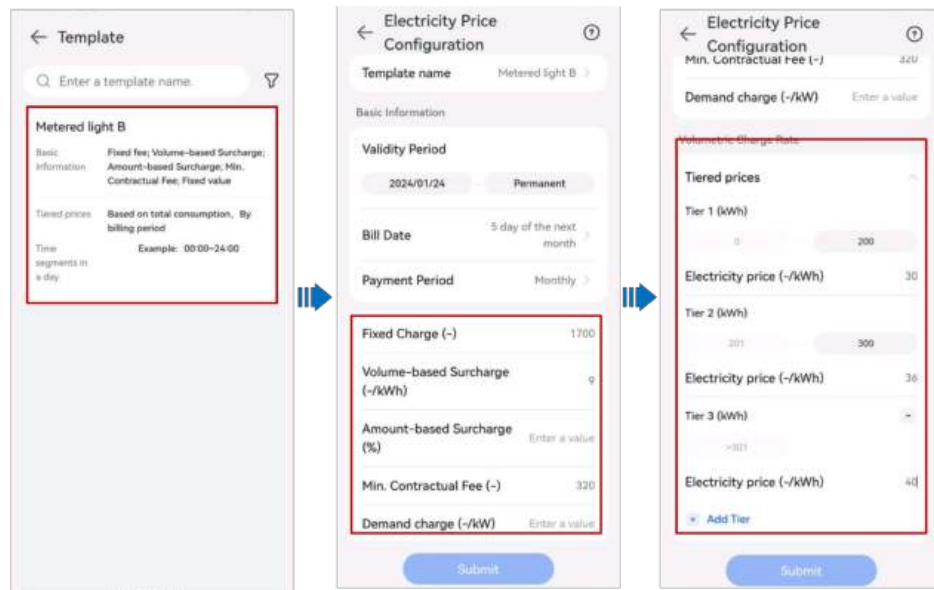 Template
Enter a template name.
Metered light B
Basic information
Fixed fee; Volume-based Surcharge;
Amount-based Surcharge; Min.
Contractual Fee; Fixed value
Tiered prices
Based on total consumption, By
billing period
Time segments in a day
Example: 00:00~24:00
Electricity Price
Configuration
Template name Metered light B
Basic Information
Validity Period
2024/01/24 - Permanent
Bill Date 5 day of the next
month
Payment Period Monthly
Fixed Charge (-) 1700
Volume-based Surcharge
(-/kWh) 9
Amount-based Surcharge
(%) Enter a value
Min. Contractual Fee (-) 320
Demand charge (-/kW) Enter a value
Submit
Electricity Price
Configuration
Min. Contractual Fee (-) 320
Demand charge (-/kW) Enter a value
Volumetric Charge Rate
Tiered prices
Tier 1 (kWh)
0 200
Electricity price (-/kWh) 30
Tier 2 (kWh)
201 300
Electricity price (-/kWh) 36
Tier 3 (kWh) -
>301
Electricity price (-/kWh) 40
+ Add Tier
Submit